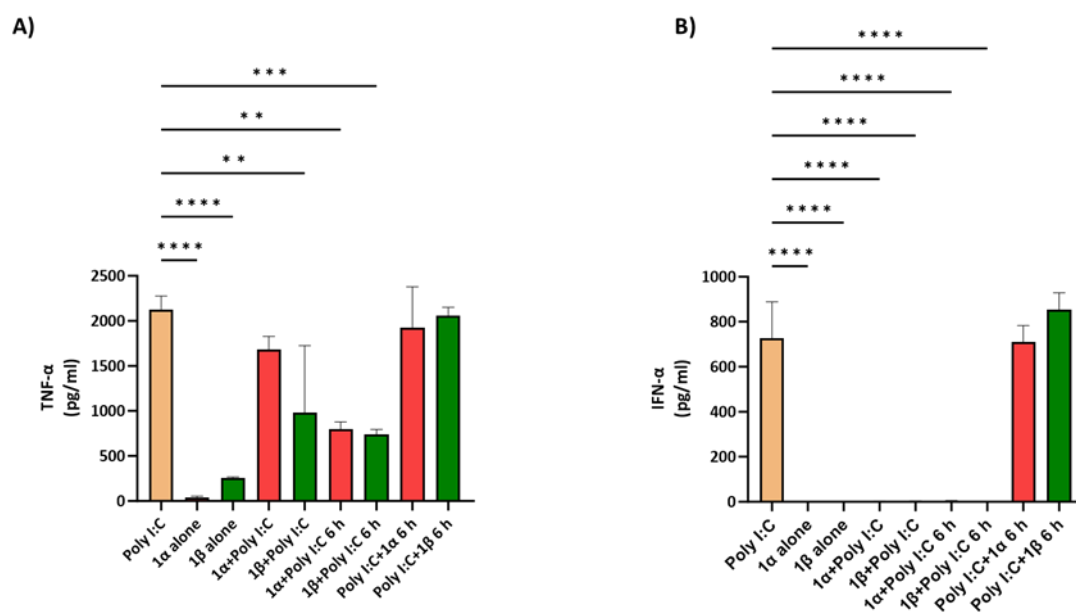 A)
***
**
**
****
****
TNF-α
(pg/ml)
2500
2000
1500
1000
500
0
Poly I:C
1α alone
1β alone
1α+Poly I:C
1β+Poly I:C
1α+Poly I:C 6 h
1β+Poly I:C 6 h
Poly I:C+1α 6 h
Poly I:C+1β 6 h
B)
****
****
****
****
****
****
IFN-α
(pg/ml)
1000
800
600
400
200
0
Poly I:C
1α alone
1β alone
1α+Poly I:C
1β+Poly I:C
1α+Poly I:C 6 h
1β+Poly I:C 6 h
Poly I:C+1α 6 h
Poly I:C+1β 6 h